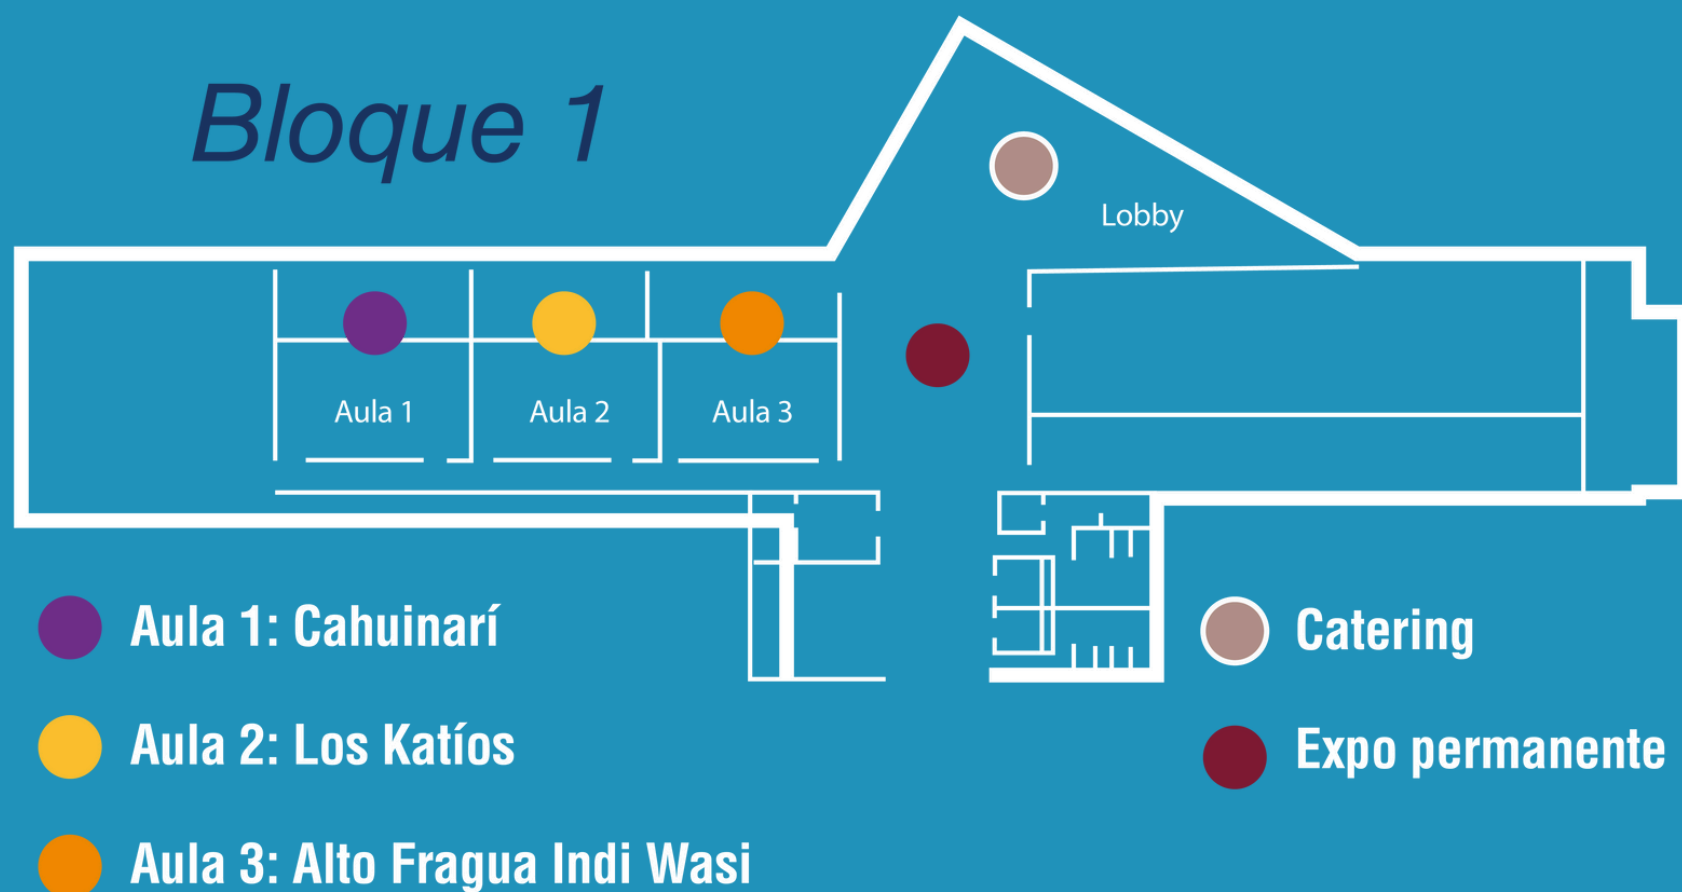 Bloque 1
Lobby
Aula 1
Aula 2
Aula 3
Aula 1: Cahuinarí
Aula 2: Los Katíos
Aula 3: Alto Fragua Indi Wasi
Catering
Expo permanente